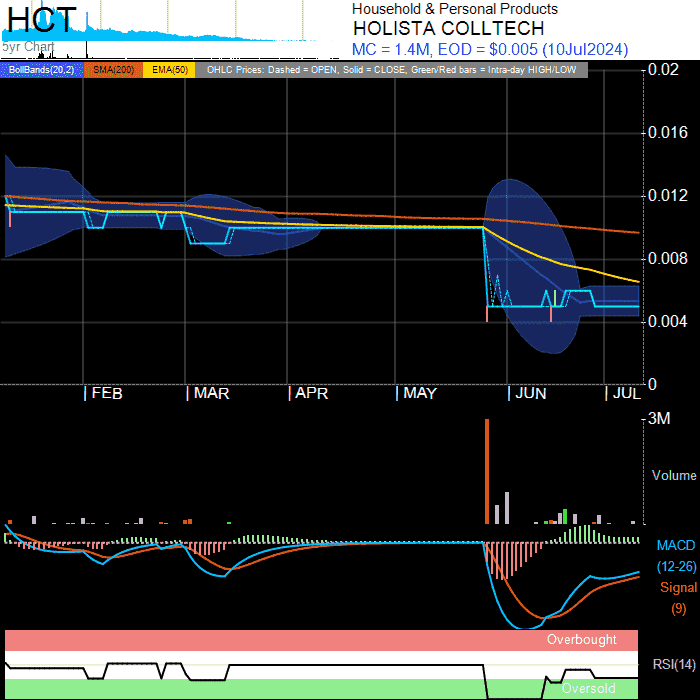 HCT
5yr Chart
Household & Personal Products
HOLISTA COLLTECH
MC = 1.4M, EOD = $0.005 (10Jul2024)
BollBands(20,2) SMA(200) EMA(50) OHLC Prices: Dashed = OPEN, Solid = CLOSE, Green/Red bars = Intra-day HIGH/LOW
0.02
0.016
0.012
0.008
0.004
0
FEB MAR APR MAY JUN JUL
3M
Volume
MACD
(12-26)
Signal
(9)
Overbought
RSI(14)
Oversold